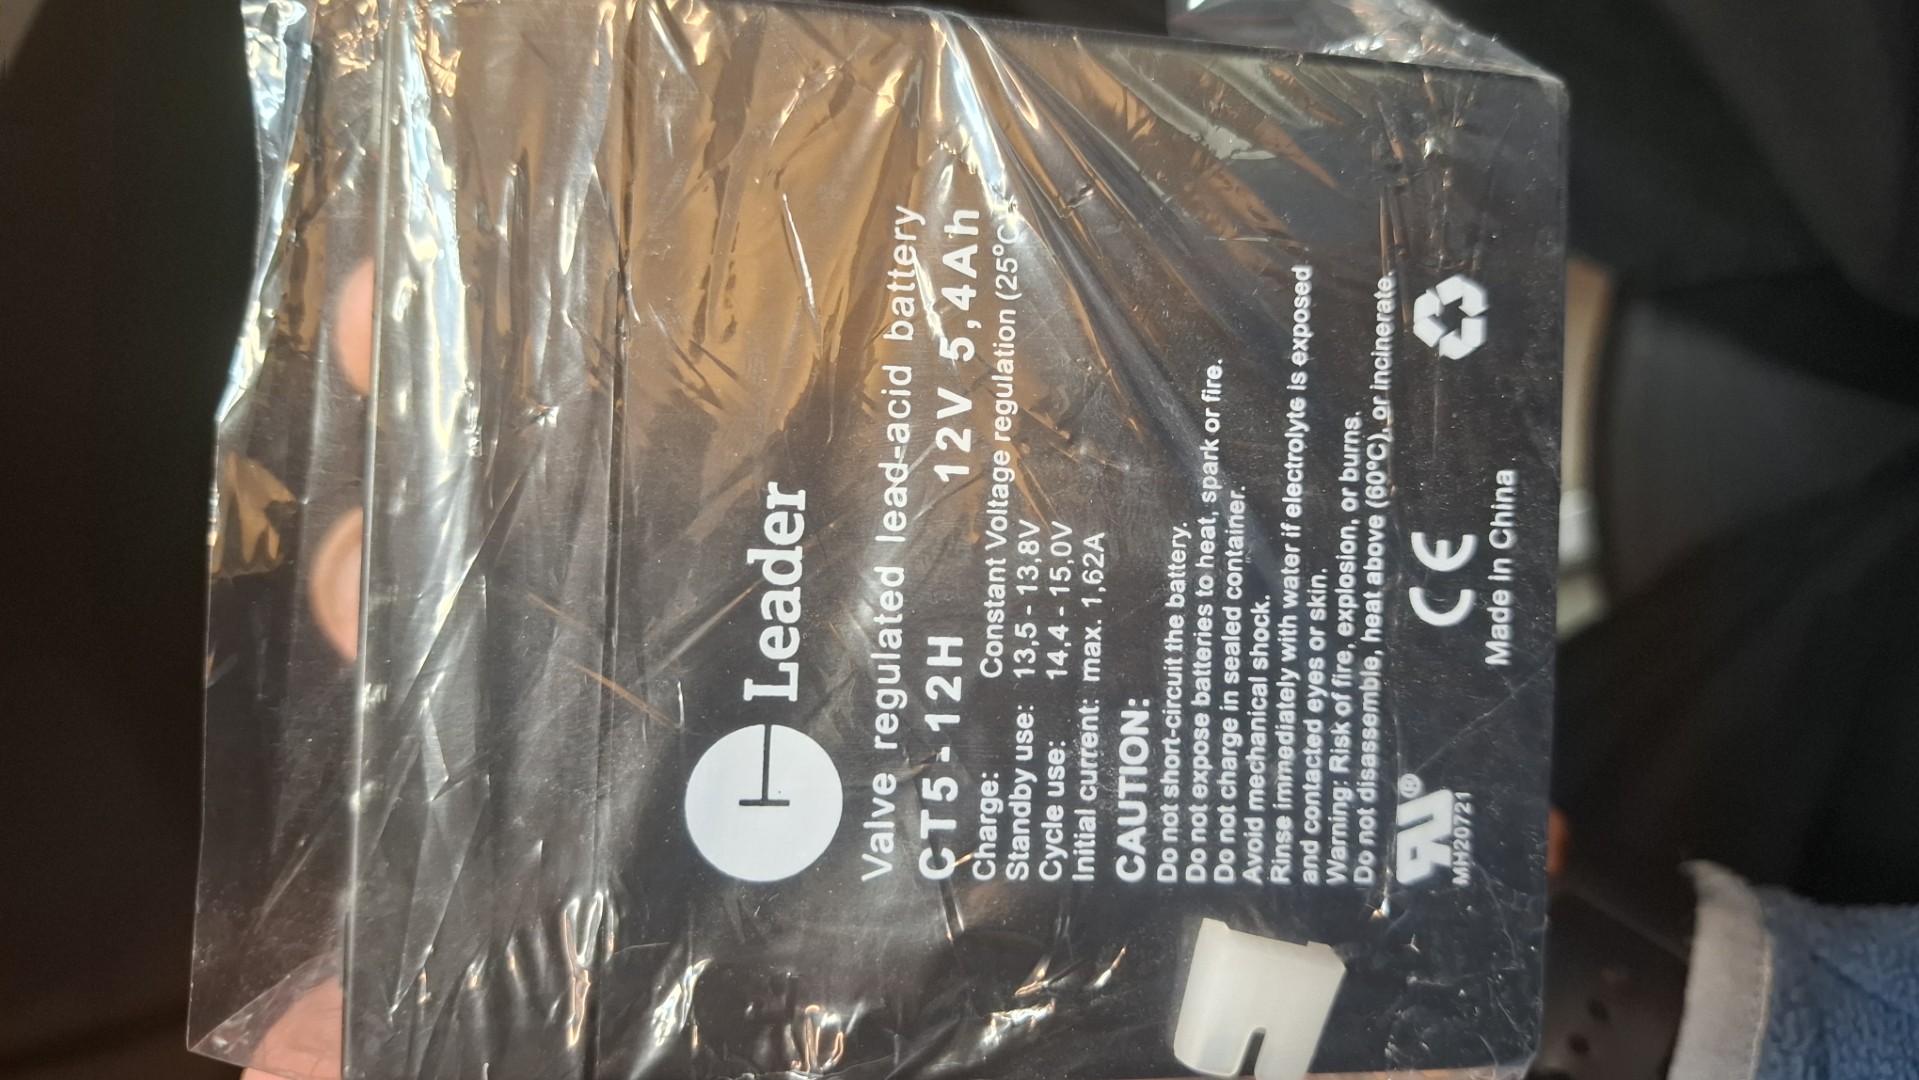 Leader
Valve regulated lead-acid battery
CT5-12H 12V 5,4Ah
Charge: Constant Voltage regulation (25°C)
Standby use: 13,5 - 13,8V
Cycle use: 14,4 - 15,0V
Initial current: max. 1,62A
CAUTION:
Do not short-circuit the battery.
Do not expose batteries to heat, spark or fire.
Do not charge in sealed container.
Avoid mechanical shock.
Rinse immediately with water if electrolyte is exposed
and contacted eyes or skin.
Warning: Risk of fire, explosion, or burns.
Do not disassemble, heat above (60°C), or incinerate.
RU®
MH20721
CE
Made in China